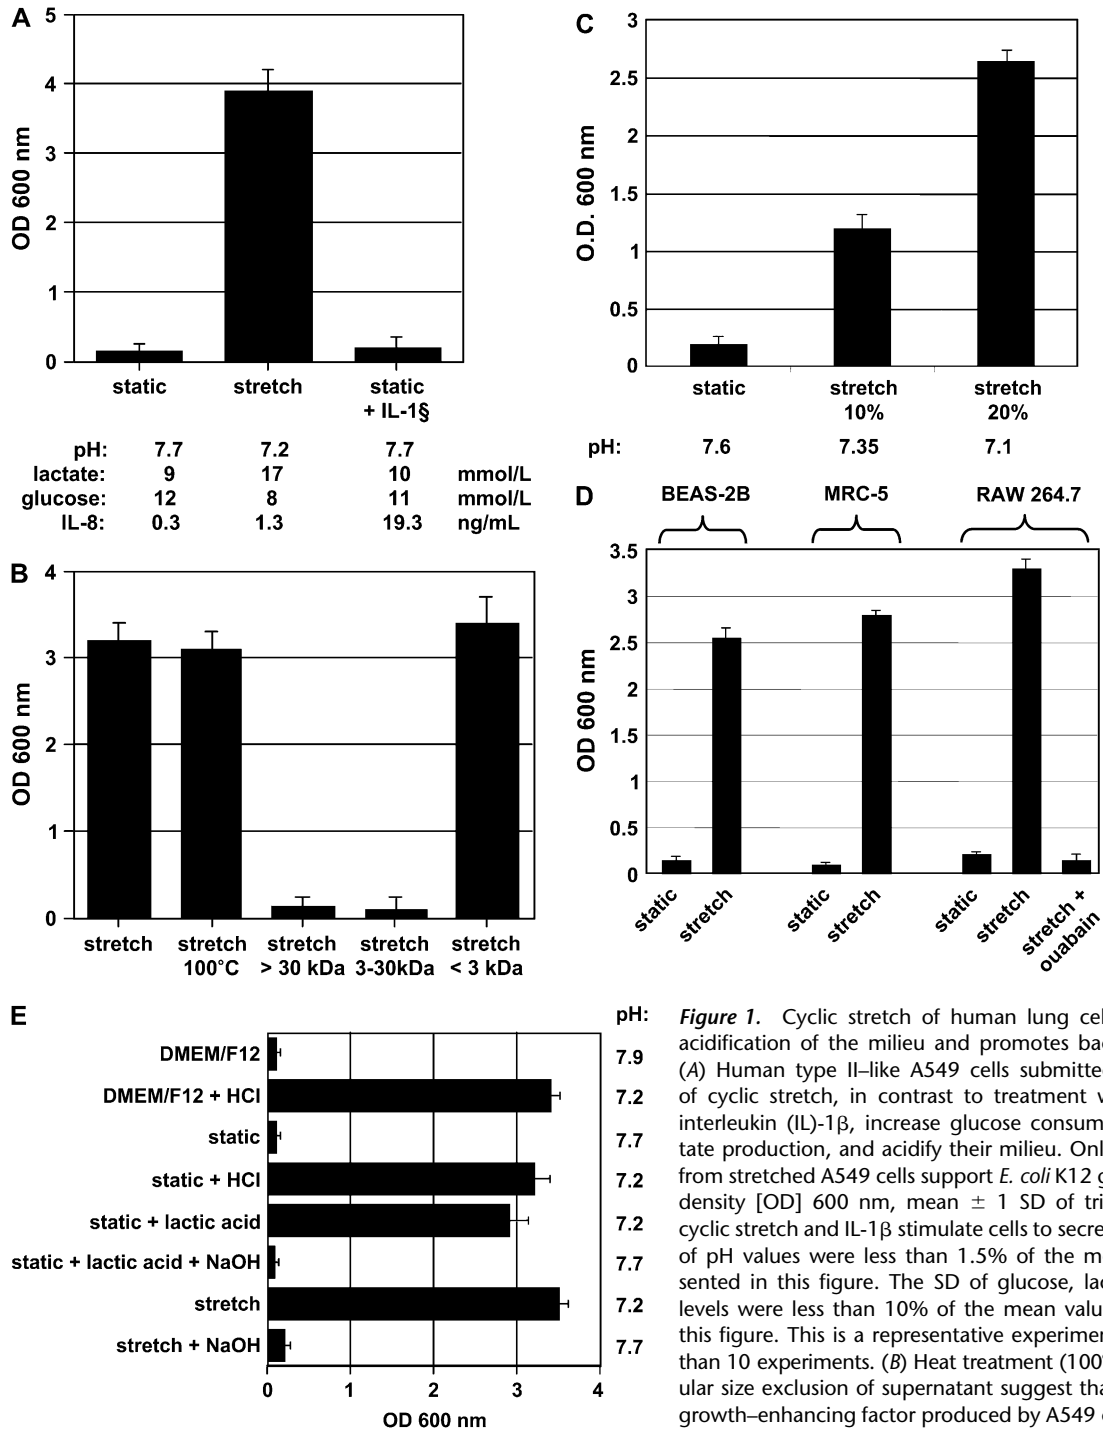 A
5
4
3
2
1
0
OD 600 nm
static
stretch
static
+ IL-1§
pH: 7.7 7.2 7.7
lactate: 9 17 10 mmol/L
glucose: 12 8 11 mmol/L
IL-8: 0.3 1.3 19.3 ng/mL
B
4
3
2
1
0
OD 600 nm
stretch
stretch
100°C
stretch
> 30 kDa
stretch
3-30kDa
stretch
< 3 kDa
C
3
2.5
2
1.5
1
0.5
0
O.D. 600 nm
static
stretch
10%
stretch
20%
pH: 7.6 7.35 7.1
D
BEAS-2B MRC-5 RAW 264.7
3.5
3
2.5
2
1.5
1
0.5
0
OD 600 nm
static
stretch
static
stretch
static
stretch
stretch +
ouabain
E
pH:
DMEM/F12 7.9
DMEM/F12 + HCl 7.2
static 7.7
static + HCl 7.2
static + lactic acid 7.2
static + lactic acid + NaOH 7.7
stretch 7.2
stretch + NaOH 7.7
0 1 2 3 4
OD 600 nm
Figure 1. Cyclic stretch of human lung cel
acidification of the milieu and promotes bac
(A) Human type II–like A549 cells submitted
of cyclic stretch, in contrast to treatment w
interleukin (IL)-1β, increase glucose consum
tate production, and acidify their milieu. Onl
from stretched A549 cells support E. coli K12 g
density [OD] 600 nm, mean ± 1 SD of tri
cyclic stretch and IL-1β stimulate cells to secre
of pH values were less than 1.5% of the m
sented in this figure. The SD of glucose, lac
levels were less than 10% of the mean valu
this figure. This is a representative experimen
than 10 experiments. (B) Heat treatment (100°
ular size exclusion of supernatant suggest tha
growth–enhancing factor produced by A549 c